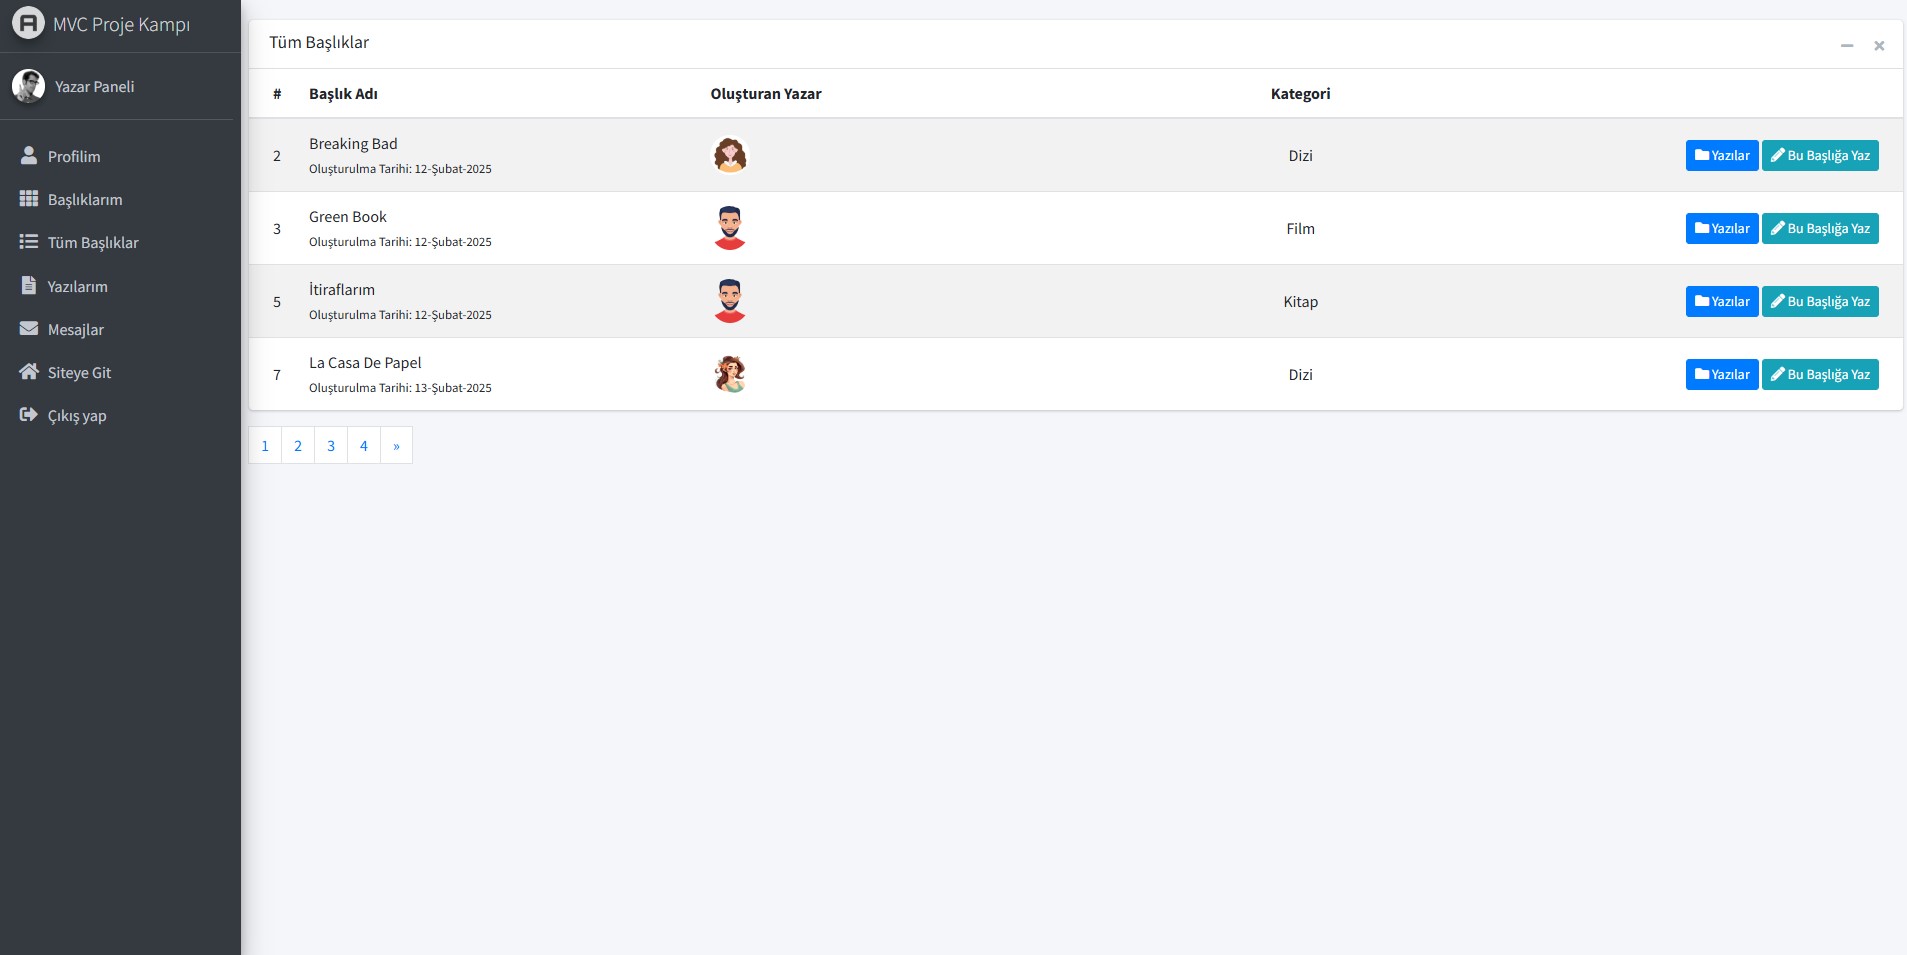 MVC Proje Kampı
Yazar Paneli
Profilim
Başlıklarım
Tüm Başlıklar
Yazılarım
Mesajlar
Siteye Git
Çıkış yap
Tüm Başlıklar
# Başlık Adı Oluşturan Yazar Kategori
2 Breaking Bad Dizi Yazılar Bu Başlığa Yaz
Oluşturulma Tarihi: 12-Şubat-2025
3 Green Book Film Yazılar Bu Başlığa Yaz
Oluşturulma Tarihi: 12-Şubat-2025
5 İtiraflarım Kitap Yazılar Bu Başlığa Yaz
Oluşturulma Tarihi: 12-Şubat-2025
7 La Casa De Papel Dizi Yazılar Bu Başlığa Yaz
Oluşturulma Tarihi: 13-Şubat-2025
1 2 3 4 »